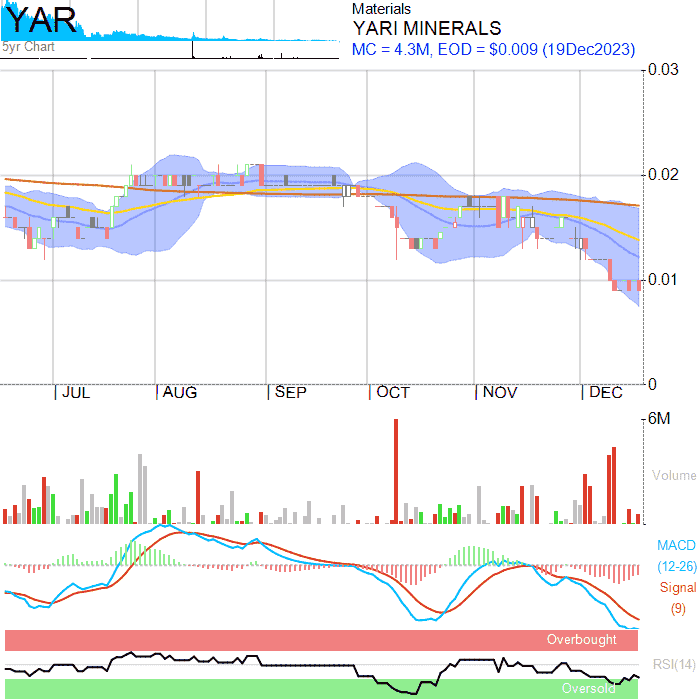 YAR
5yr Chart
Materials
YARI MINERALS
MC = 4.3M, EOD = $0.009 (19Dec2023)
0.03
0.02
0.01
0
JUL AUG SEP OCT NOV DEC
6M
Volume
MACD
(12-26)
Signal
(9)
Overbought
RSI(14)
Oversold